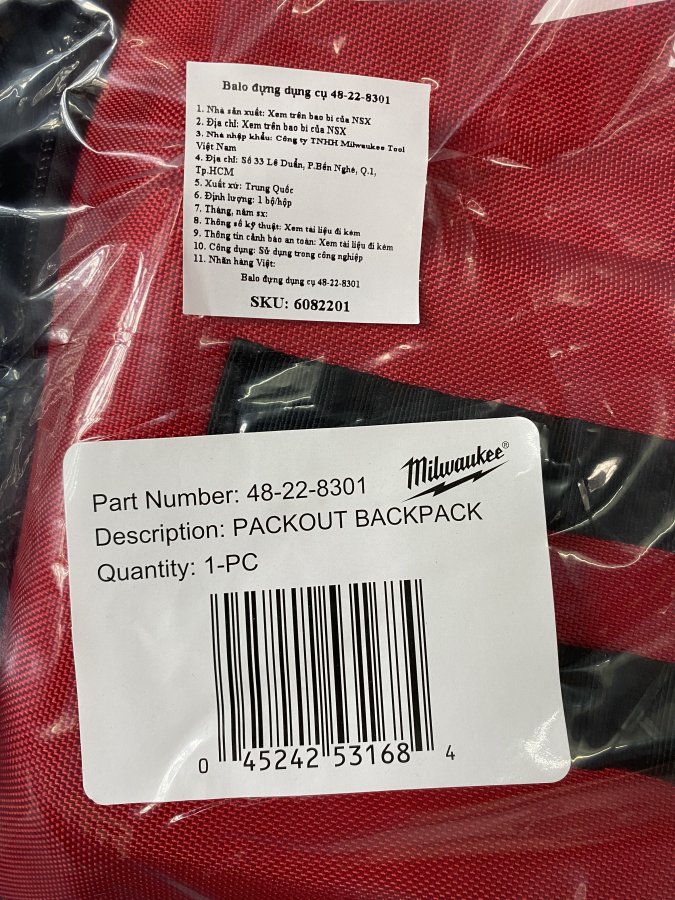 Balo đựng dụng cụ 48-22-8301
1. Nhà sản xuất: Xem trên bao bì của NSX
2. Địa chỉ: Xem trên bao bì của NSX
3. Nhà nhập khẩu: Công ty TNHH Milwaukee Tool
Việt Nam
4. Địa chỉ: Số 33 Lê Duẩn, P.Bến Nghé, Q.1,
Tp.HCM
5. Xuất xứ: Trung Quốc
6. Định lượng: 1 bộ/hộp
7. Tháng, năm sx:
8. Thông số kỹ thuật: Xem tài liệu đi kèm
9. Thông tin cảnh báo an toàn: Xem tài liệu đi kèm
10. Công dụng: Sử dụng trong công nghiệp
11. Nhãn hàng Việt:
Balo đựng dụng cụ 48-22-8301
SKU: 6082201
Milwaukee®
Part Number: 48-22-8301
Description: PACKOUT BACKPACK
Quantity: 1-PC
0 45242 53168 4